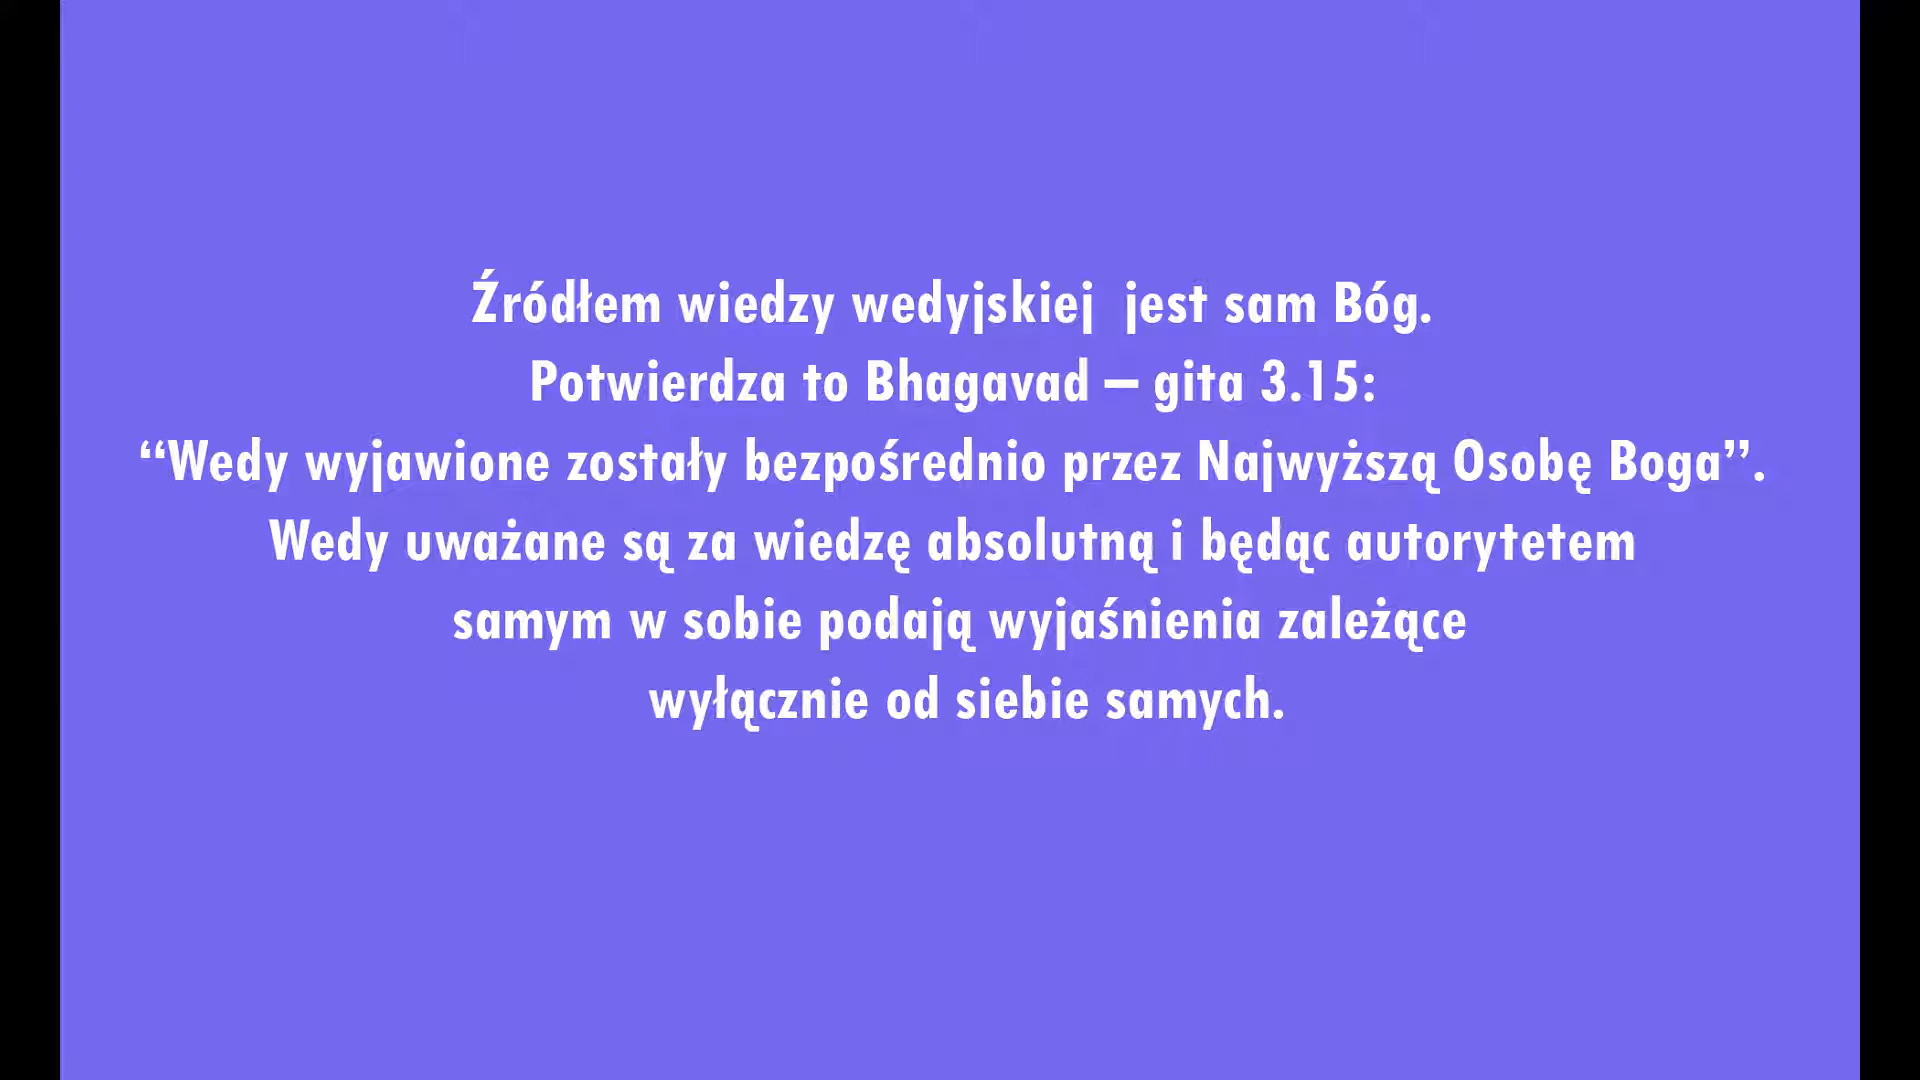 Źródłem wiedzy wedyjskiej  jest sam Bóg.
Potwierdza to Bhagavad – gita 3.15:
“Wedy wyjawione zostały bezpośrednio przez Najwyższą Osobę Boga”.
Wedy uważane są za wiedzę absolutną i będąc autorytetem
samym w sobie podają wyjaśnienia zależące
wyłącznie od siebie samych.